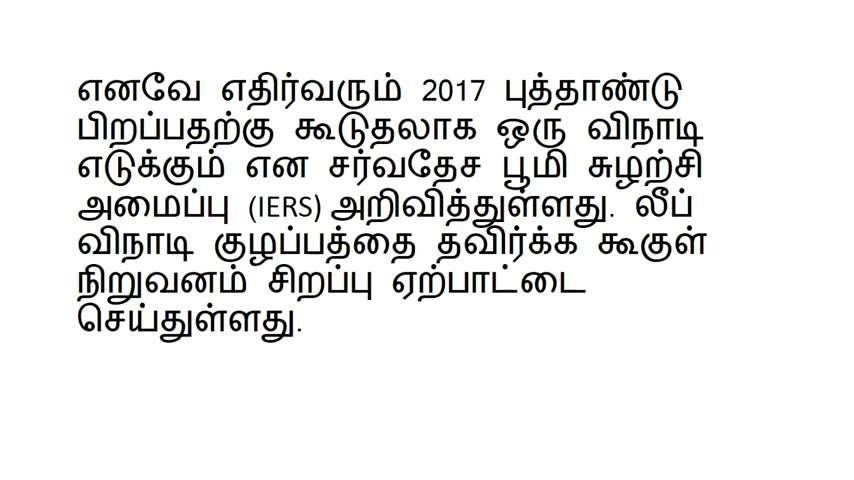 எனவே எதிர்வரும் 2017 புத்தாண்டு
பிறப்பதற்கு கூடுதலாக ஒரு விநாடி
எடுக்கும் என சர்வதேச பூமி சுழற்சி
அமைப்பு (IERS) அறிவித்துள்ளது. லீப்
விநாடி குழப்பத்தை தவிர்க்க கூகுள்
நிறுவனம் சிறப்பு ஏற்பாட்டை
செய்துள்ளது.